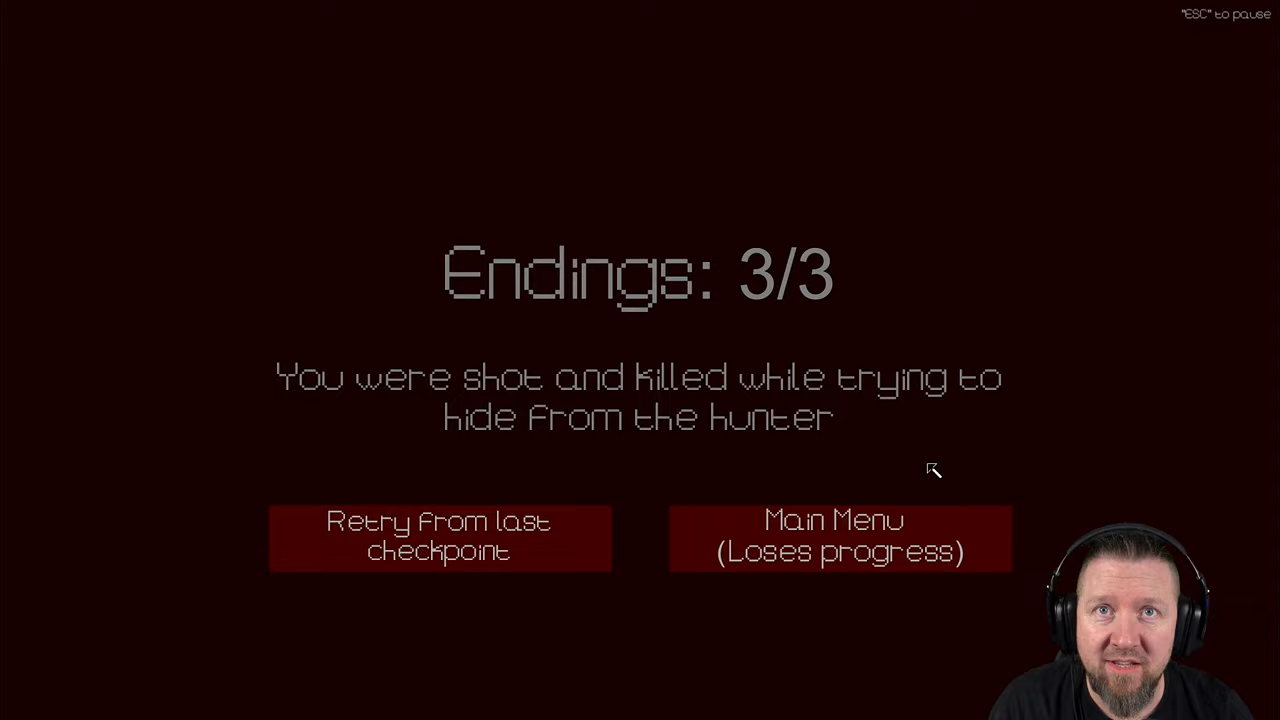 "ESC" to pause
Endings: 3/3
You were shot and killed while trying to
hide from the hunter
Retry from last
checkpoint
Main Menu
(Loses progress)